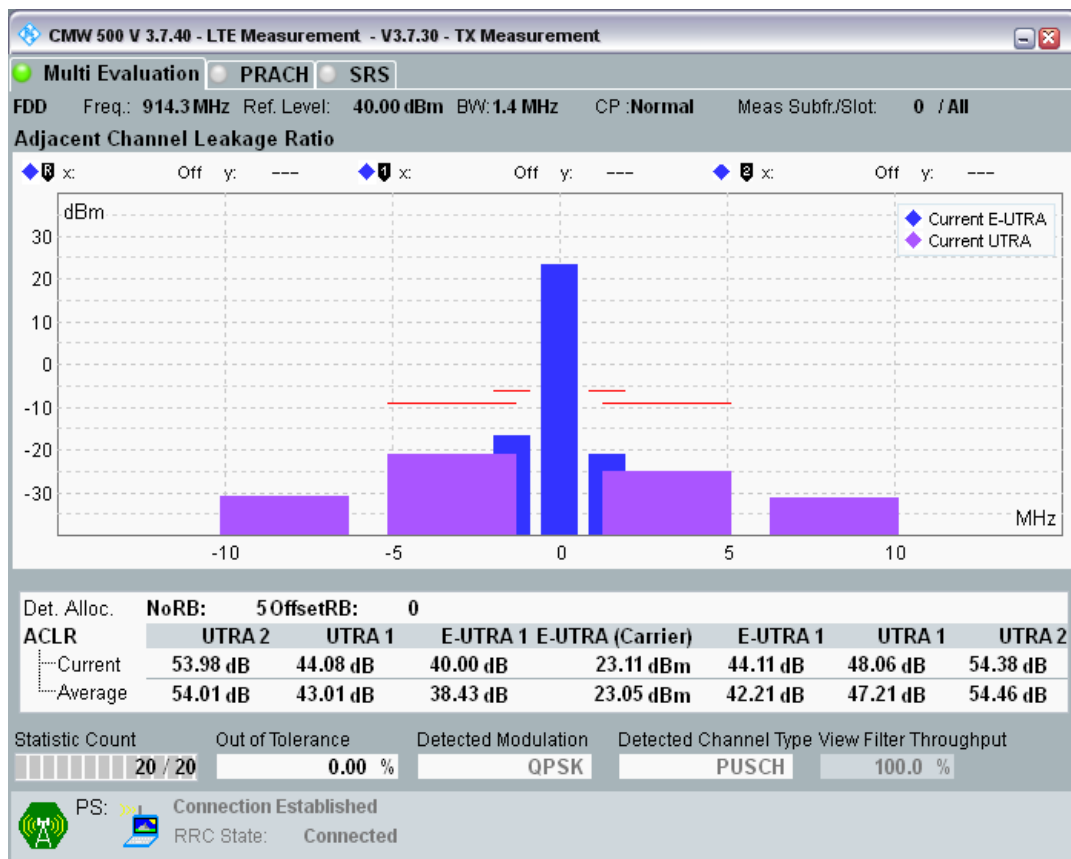 CMW 500 V 3.7.40 - LTE Measurement - V3.7.30 - TX Measurement
Multi Evaluation PRACH SRS
FDD Freq.: 914.3 MHz Ref. Level: 40.00 dBm BW: 1.4 MHz CP :Normal Meas Subfr./Slot: 0 / All
Adjacent Channel Leakage Ratio
R x: Off y: --- 1 x: Off y: --- 2 x: Off y: ---
dBm
Current E-UTRA
Current UTRA
30
20
10
0
-10
-20
-30
MHz
-10 -5 0 5 10
Det. Alloc. NoRB: 5 OffsetRB: 0
ACLR UTRA 2 UTRA 1 E-UTRA 1 E-UTRA (Carrier) E-UTRA 1 UTRA 1 UTRA 2
Current 53.98 dB 44.08 dB 40.00 dB 23.11 dBm 44.11 dB 48.06 dB 54.38 dB
Average 54.01 dB 43.01 dB 38.43 dB 23.05 dBm 42.21 dB 47.21 dB 54.46 dB
Statistic Count Out of Tolerance Detected Modulation Detected Channel Type View Filter Throughput
20 / 20 0.00 % QPSK PUSCH 100.0 %
PS: Connection Established
RRC State: Connected